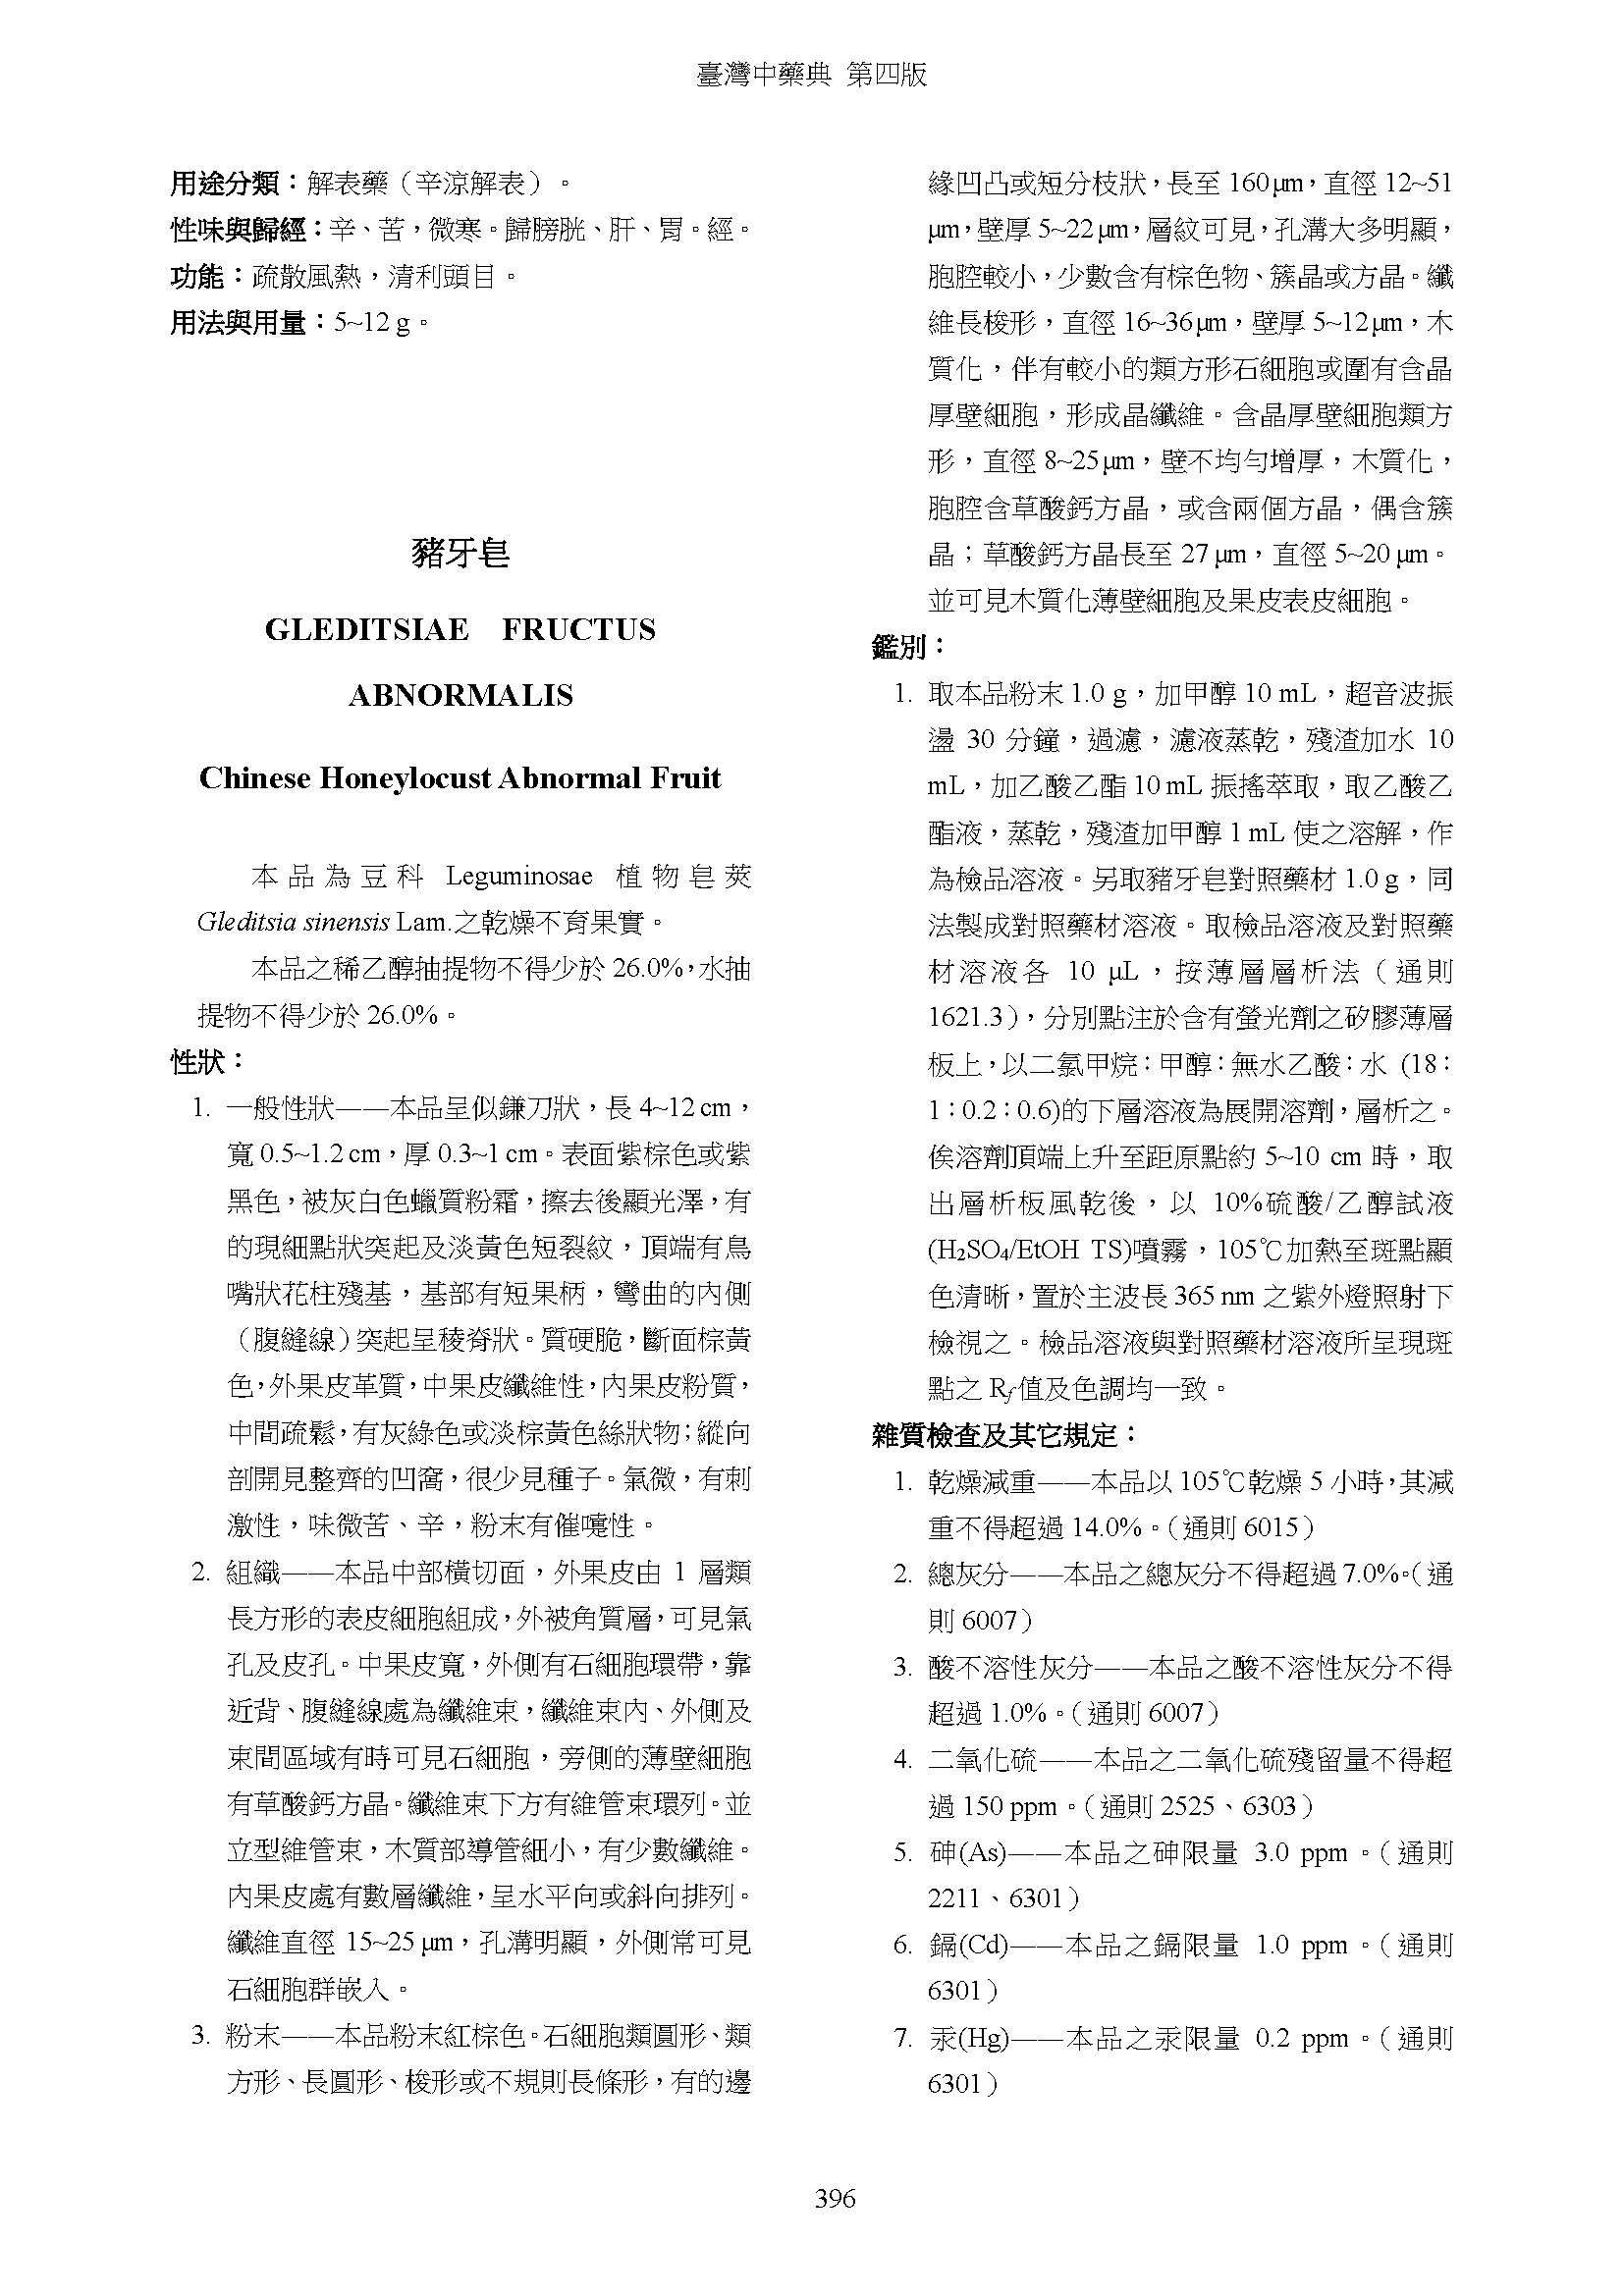 臺灣中藥典 第四版
用途分類：解表藥（辛涼解表）。
性味與歸經：辛、苦，微寒。歸膀胱、肝、胃。經。
功能：疏散風熱，清利頭目。
用法與用量：5~12 g。
豬牙皂
GLEDITSIAE FRUCTUS
ABNORMALIS
Chinese Honeylocust Abnormal Fruit
本品為豆科 Leguminosae 植物皂莢
Gleditsia sinensis Lam.之乾燥不育果實。
本品之稀乙醇抽提物不得少於 26.0%，水抽
提物不得少於 26.0%。
性狀：
1. 一般性狀——本品呈似鎌刀狀，長 4~12 cm，
寬 0.5~1.2 cm，厚 0.3~1 cm。表面紫棕色或紫
黑色，被灰白色蠟質粉霜，擦去後顯光澤，有
的現細點狀突起及淡黃色短裂紋，頂端有鳥
嘴狀花柱殘基，基部有短果柄，彎曲的內側
（腹縫線）突起呈稜脊狀。質硬脆，斷面棕黃
色，外果皮革質，中果皮纖維性，內果皮粉質，
中間疏鬆，有灰綠色或淡棕黃色絲狀物；縱向
剖開見整齊的凹窩，很少見種子。氣微，有刺
激性，味微苦、辛，粉末有催嚏性。
2. 組織——本品中部橫切面，外果皮由 1 層類
長方形的表皮細胞組成，外被角質層，可見氣
孔及皮孔。中果皮寬，外側有石細胞環帶，靠
近背、腹縫線處為纖維束，纖維束內、外側及
束間區域有時可見石細胞，旁側的薄壁細胞
有草酸鈣方晶。纖維束下方有維管束環列。並
立型維管束，木質部導管細小，有少數纖維。
內果皮處有數層纖維，呈水平向或斜向排列。
纖維直徑 15~25 μm，孔溝明顯，外側常可見
石細胞群嵌入。
3. 粉末——本品粉末紅棕色。石細胞類圓形、類
方形、長圓形、梭形或不規則長條形，有的邊
緣凹凸或短分枝狀，長至 160 μm，直徑 12~51
μm，壁厚 5~22 μm，層紋可見，孔溝大多明顯，
胞腔較小，少數含有棕色物、簇晶或方晶。纖
維長梭形，直徑 16~36 μm，壁厚 5~12 μm，木
質化，伴有較小的類方形石細胞或圍有含晶
厚壁細胞，形成晶纖維。含晶厚壁細胞類方
形，直徑 8~25 μm，壁不均勻增厚，木質化，
胞腔含草酸鈣方晶，或含兩個方晶，偶含簇
晶；草酸鈣方晶長至 27 μm，直徑 5~20 μm。
並可見木質化薄壁細胞及果皮表皮細胞。
鑑別：
1. 取本品粉末 1.0 g，加甲醇 10 mL，超音波振
盪 30 分鐘，過濾，濾液蒸乾，殘渣加水 10
mL，加乙酸乙酯 10 mL 振搖萃取，取乙酸乙
酯液，蒸乾，殘渣加甲醇 1 mL 使之溶解，作
為檢品溶液。另取豬牙皂對照藥材 1.0 g，同
法製成對照藥材溶液。取檢品溶液及對照藥
材溶液各 10 μL，按薄層層析法（通則
1621.3），分別點注於含有螢光劑之矽膠薄層
板上，以二氯甲烷：甲醇：無水乙酸：水 (18：
1：0.2：0.6)的下層溶液為展開溶劑，層析之。
俟溶劑頂端上升至距原點約 5~10 cm 時，取
出層析板風乾後，以 10%硫酸/乙醇試液
(H₂SO₄/EtOH TS)噴霧，105℃加熱至斑點顯
色清晰，置於主波長 365 nm 之紫外燈照射下
檢視之。檢品溶液與對照藥材溶液所呈現斑
點之 Rf值及色調均一致。
雜質檢查及其它規定：
1. 乾燥減重——本品以 105℃乾燥 5 小時，其減
重不得超過 14.0%。（通則 6015）
2. 總灰分——本品之總灰分不得超過 7.0%。（通
則 6007）
3. 酸不溶性灰分——本品之酸不溶性灰分不得
超過 1.0%。（通則 6007）
4. 二氧化硫——本品之二氧化硫殘留量不得超
過 150 ppm。（通則 2525、6303）
5. 砷(As)——本品之砷限量 3.0 ppm。（通則
2211、6301）
6. 鎘(Cd)——本品之鎘限量 1.0 ppm。（通則
6301）
7. 汞(Hg)——本品之汞限量 0.2 ppm。（通則
6301）
396